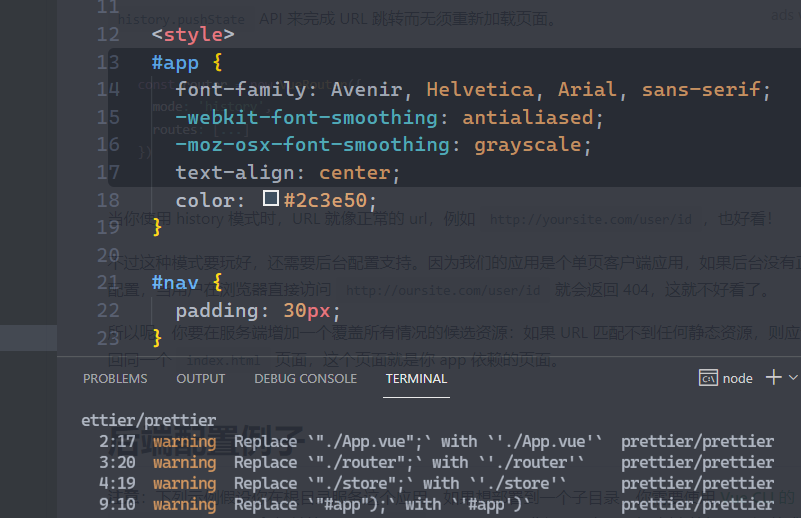 history.pushState API 来完成 URL 跳转而无须重新加载页面。
ads
11
12 <style>
13 #app {
14 font-family: Avenir, Helvetica, Arial, sans-serif;
mode: 'history',
15 -webkit-font-smoothing: antialiased;
routes: [...]
16 -moz-osx-font-smoothing: grayscale;
})
17 text-align: center;
18 color: #2c3e50;
当你使用 history 模式时，URL 就像正常的 url，例如 http://yoursite.com/user/id ，也好看！
19 }
20
不过这种模式要玩好，还需要后台配置支持。因为我们的应用是个单页客户端应用，如果后台没有正
21 #nav {
配置，当用户在浏览器直接访问 http://oursite.com/user/id 就会返回 404，这就不好看了。
22 padding: 30px;
所以呢，你要在服务端增加一个覆盖所有情况的候选资源：如果 URL 匹配不到任何静态资源，则应
23 }
回同一个 index.html 页面，这个页面就是你 app 依赖的页面。
PROBLEMS OUTPUT DEBUG CONSOLE TERMINAL node
ettier/prettier
后端配置例子
2:17 warning Replace `"./App.vue";` with `'./App.vue'` prettier/prettier
3:20 warning Replace `"./router";` with `'./router'` prettier/prettier
4:19 warning Replace `"./store";` with `'./store'` prettier/prettier
9:10 warning Replace `"#app");` with `'#app')` prettier/prettier